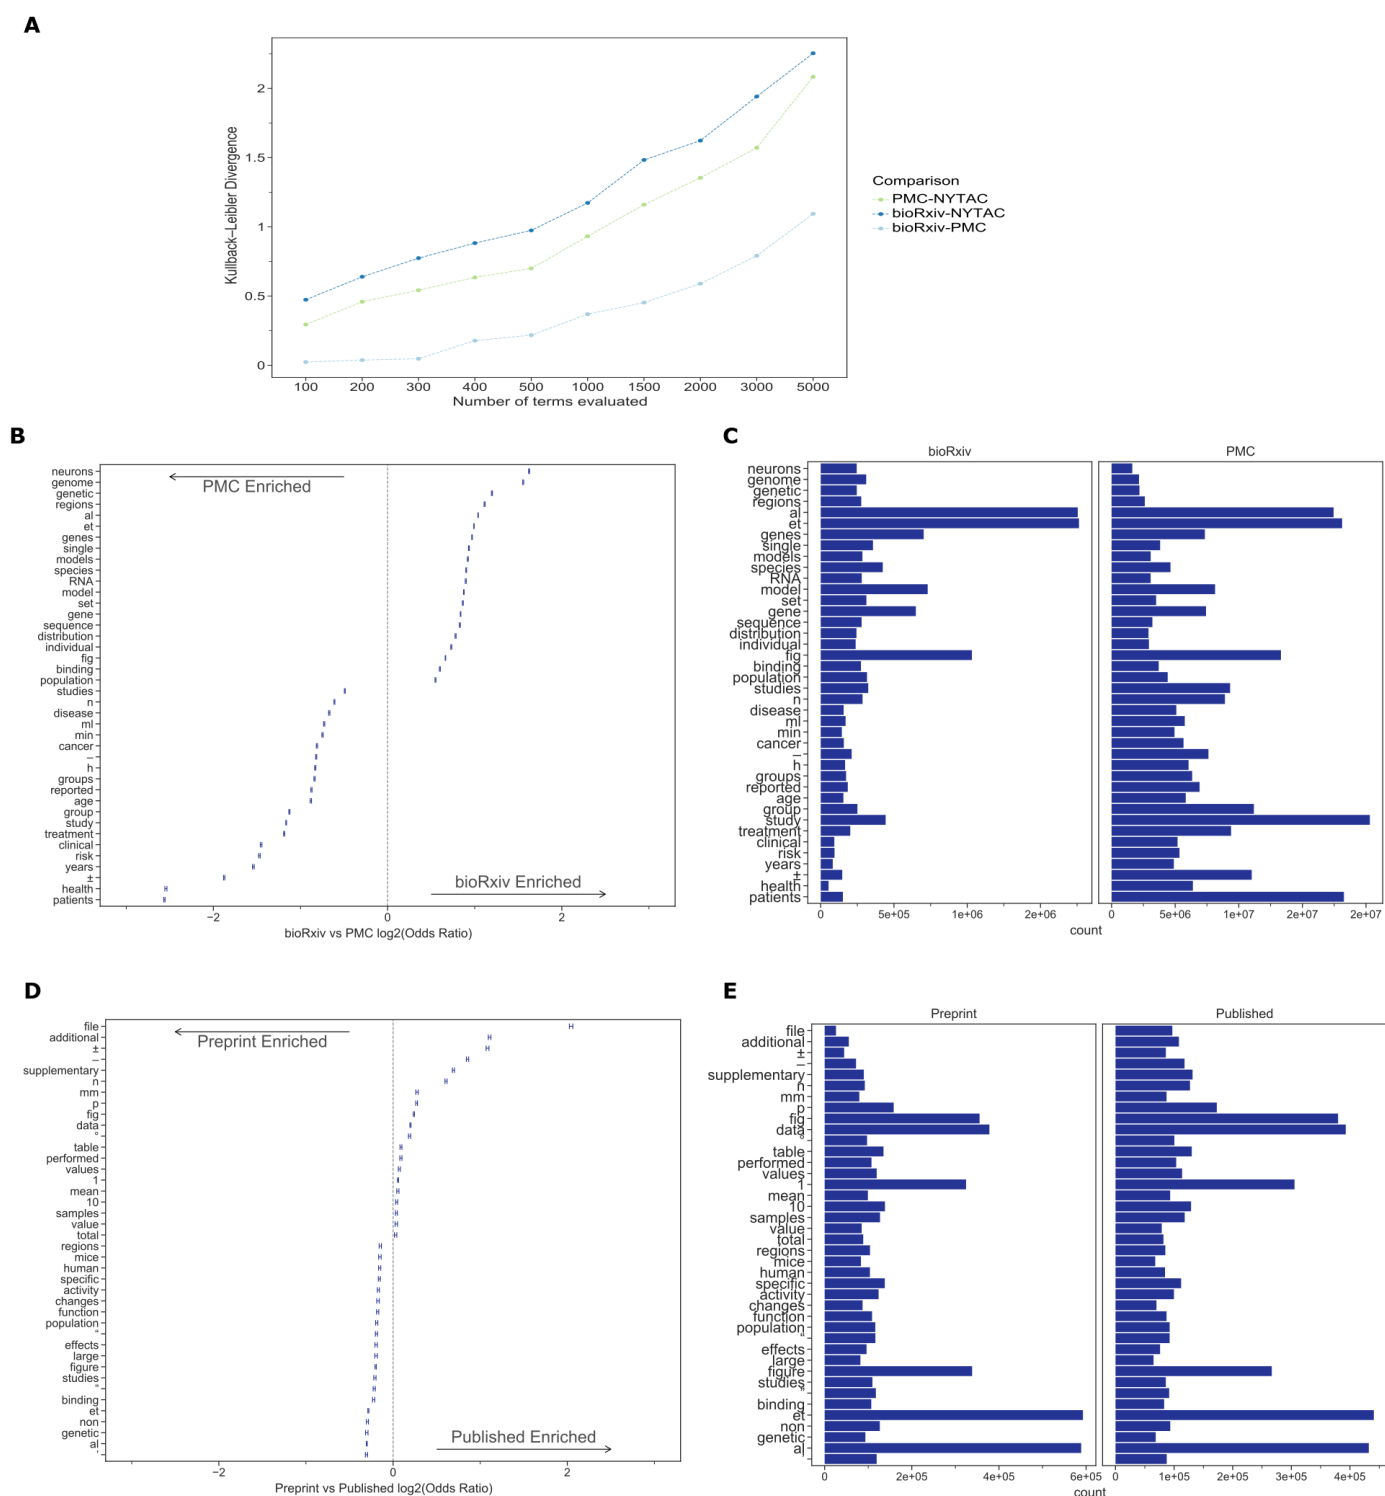 A
Kullback–Leibler Divergence
2
1.5
1
0.5
0
100 200 300 400 500 1000 1500 2000 3000 5000
Number of terms evaluated
Comparison
PMC-NYTAC
bioRxiv-NYTAC
bioRxiv-PMC
B
neurons
genome
genetic
regions
al
et
genes
single
models
species
RNA
model
set
gene
sequence
distribution
individual
fig
binding
population
studies
n
disease
ml
min
cancer
–
h
groups
reported
age
group
study
treatment
clinical
risk
years
±
health
patients
PMC Enriched
bioRxiv Enriched
−2 0 2
bioRxiv vs PMC log2(Odds Ratio)
C
bioRxiv PMC
neurons
genome
genetic
regions
al
et
genes
single
models
species
RNA
model
set
gene
sequence
distribution
individual
fig
binding
population
studies
n
disease
ml
min
cancer
–
h
groups
reported
age
group
study
treatment
clinical
risk
years
±
health
patients
0 5e+05 1e+06 2e+06 0 5e+06 1e+07 2e+07 2e+07
count
D
file
additional
±
–
supplementary
n
mm
p
fig
data
°
table
performed
values
1
mean
10
samples
value
total
regions
mice
human
specific
activity
changes
function
population
“
effects
large
figure
studies
”
binding
et
non
genetic
al
’
Preprint Enriched
Published Enriched
−2 0 2
Preprint vs Published log2(Odds Ratio)
E
Preprint Published
file
additional
±
–
supplementary
n
mm
p
fig
data
°
table
performed
values
1
mean
10
samples
value
total
regions
mice
human
specific
activity
changes
function
population
“
effects
large
figure
studies
”
binding
et
non
genetic
al
’
0 2e+05 4e+05 6e+05 0 1e+05 2e+05 3e+05 4e+05
count